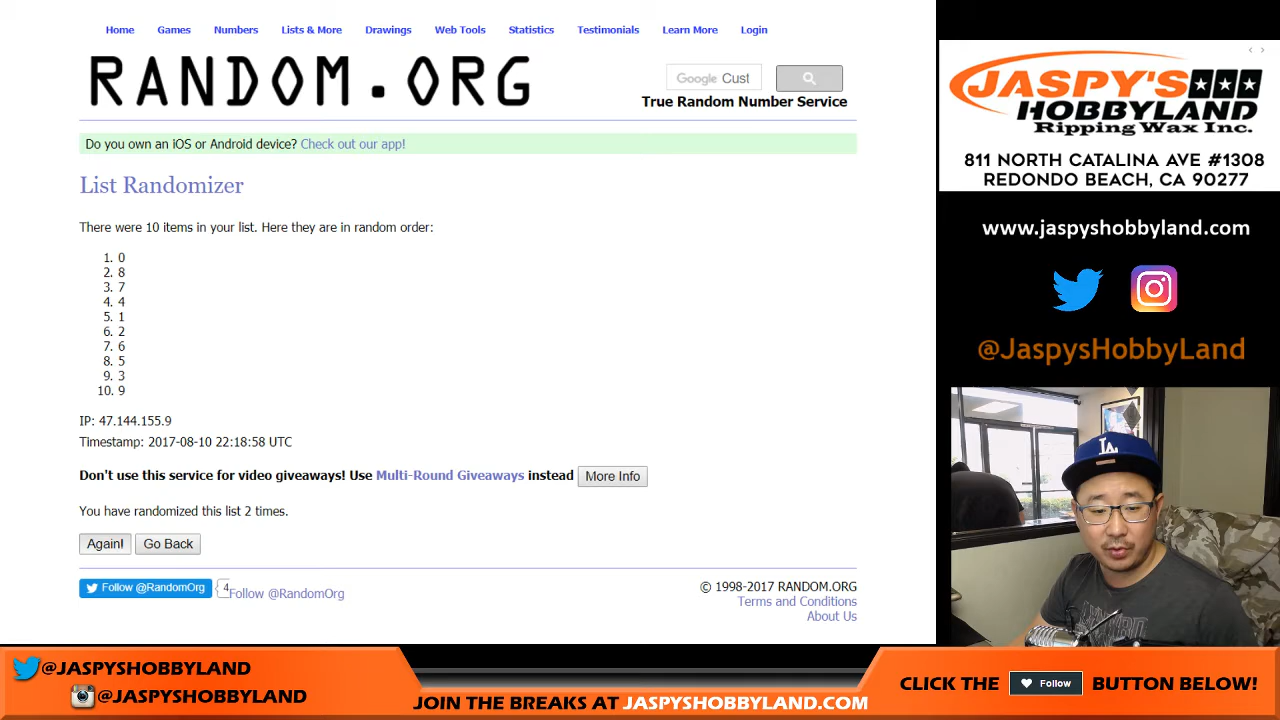 Home Games Numbers Lists & More Drawings Web Tools Statistics Testimonials Learn More Login
RANDOM.ORG
Google Cust
True Random Number Service
Do you own an iOS or Android device? Check out our app!
List Randomizer
There were 10 items in your list. Here they are in random order:
1. 0
2. 8
3. 7
4. 4
5. 1
6. 2
7. 6
8. 5
9. 3
10. 9
IP: 47.144.155.9
Timestamp: 2017-08-10 22:18:58 UTC
Don't use this service for video giveaways! Use Multi-Round Giveaways instead More Info
You have randomized this list 2 times.
Again! Go Back
Follow @RandomOrg 4 Follow @RandomOrg
© 1998-2017 RANDOM.ORG
Terms and Conditions
About Us
JASPY'S
HOBBYLAND
Ripping Wax Inc.
811 NORTH CATALINA AVE #1308
REDONDO BEACH, CA 90277
www.jaspyshobbyland.com
@JaspysHobbyLand
LA
@JASPYSHOBBYLAND
@JASPYSHOBBYLAND
JOIN THE BREAKS AT JASPYSHOBBYLAND.COM
CLICK THE Follow BUTTON BELOW!